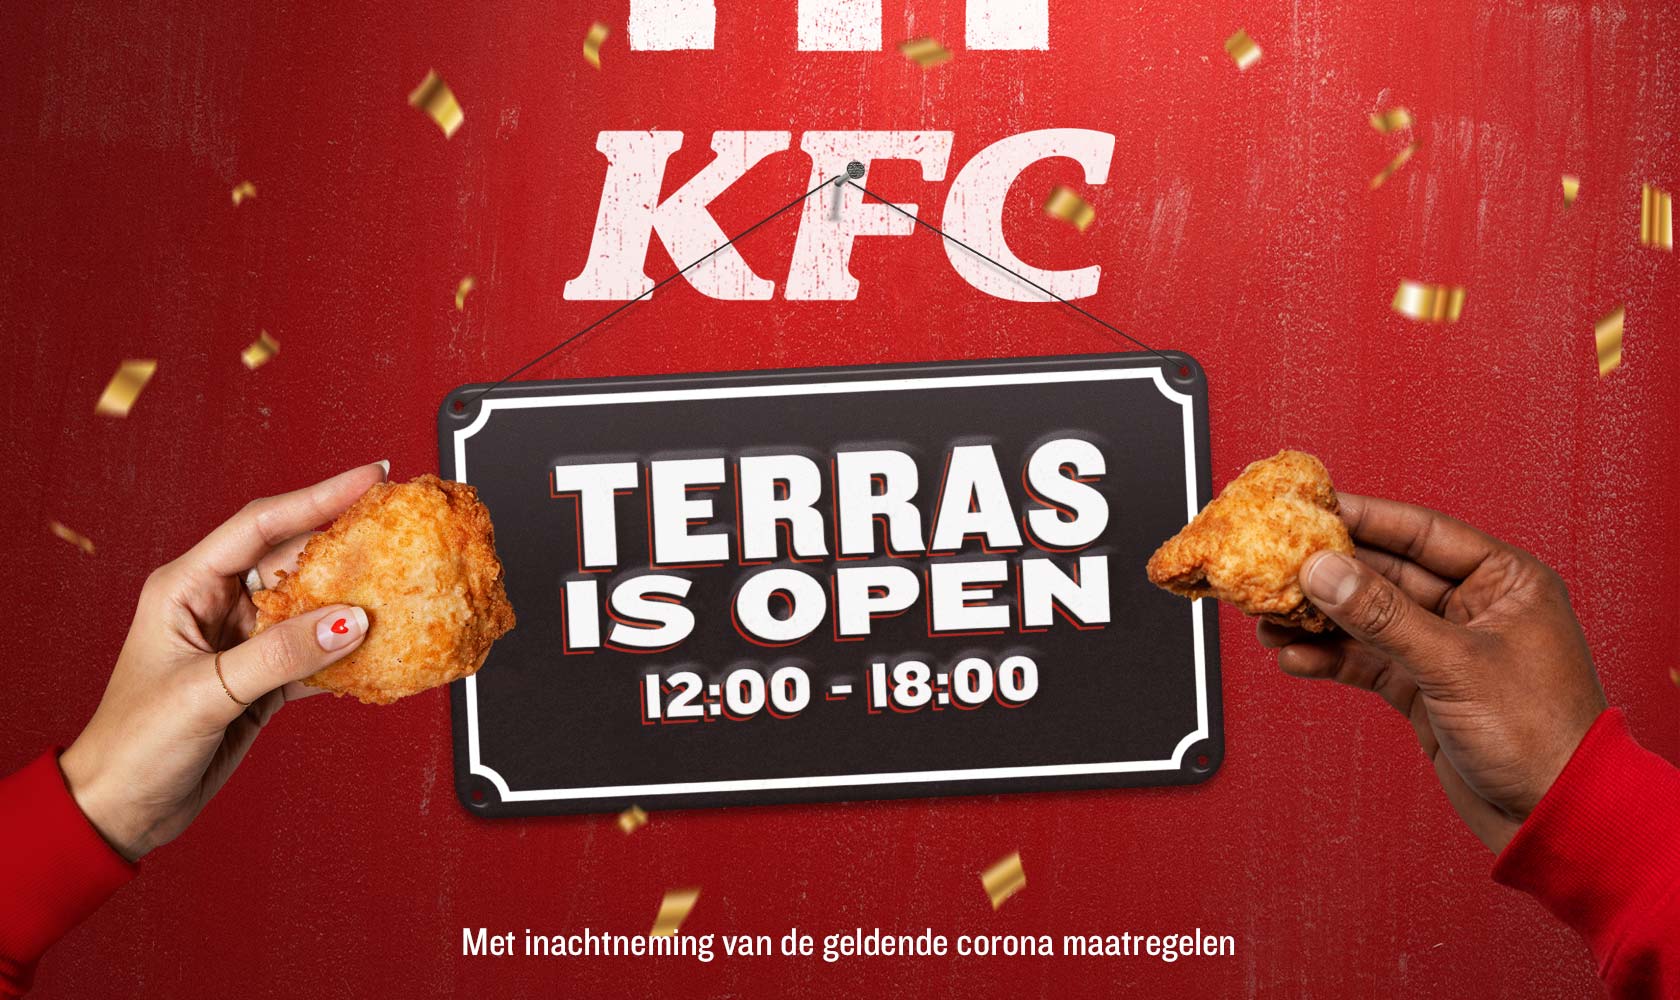 KFC
TERRAS
IS OPEN
12:00 - 18:00
Met inachtneming van de geldende corona maatregelen